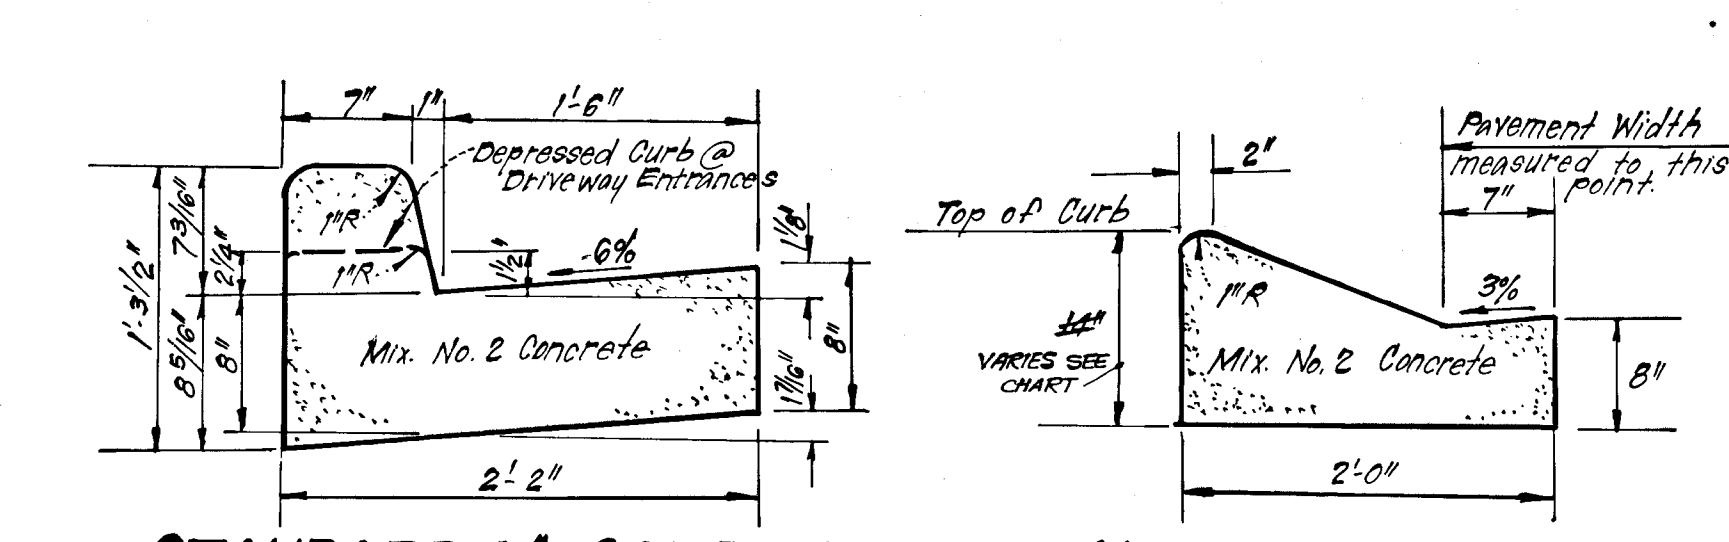 7" 1" 1'-6"
Depressed Curb @
Driveway Entrances
1"R
1"R
1'-3 1/2"
7 3/16"
2 1/4"
8 5/16"
8"
1 1/2"
6%
1 1/8"
8"
1 7/16"
Mix. No. 2 Concrete
2'-2"
Pavement Width
measured to this
point.
2"
7"
Top of Curb
1"R
3%
14"
VARIES SEE
CHART
Mix. No. 2 Concrete
8"
2'-0"